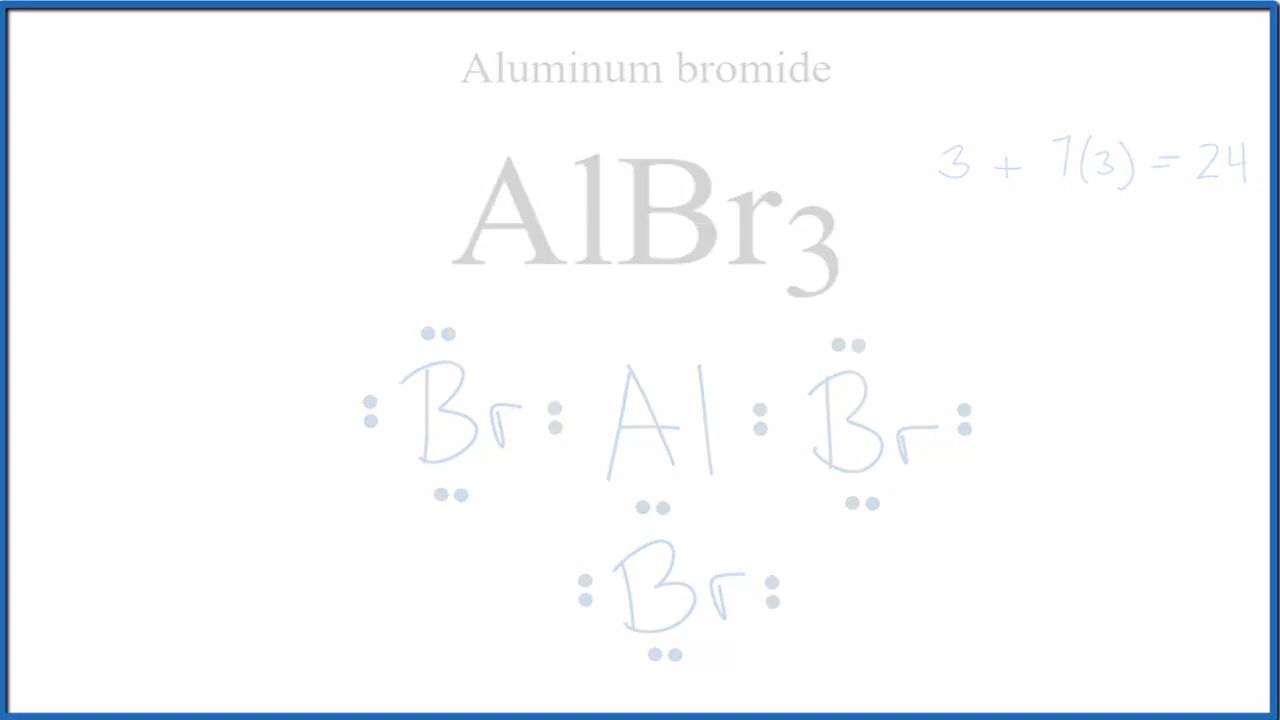 Aluminum bromide
3 + 7(3) = 24
AlBr3
Br : Al : Br
Br